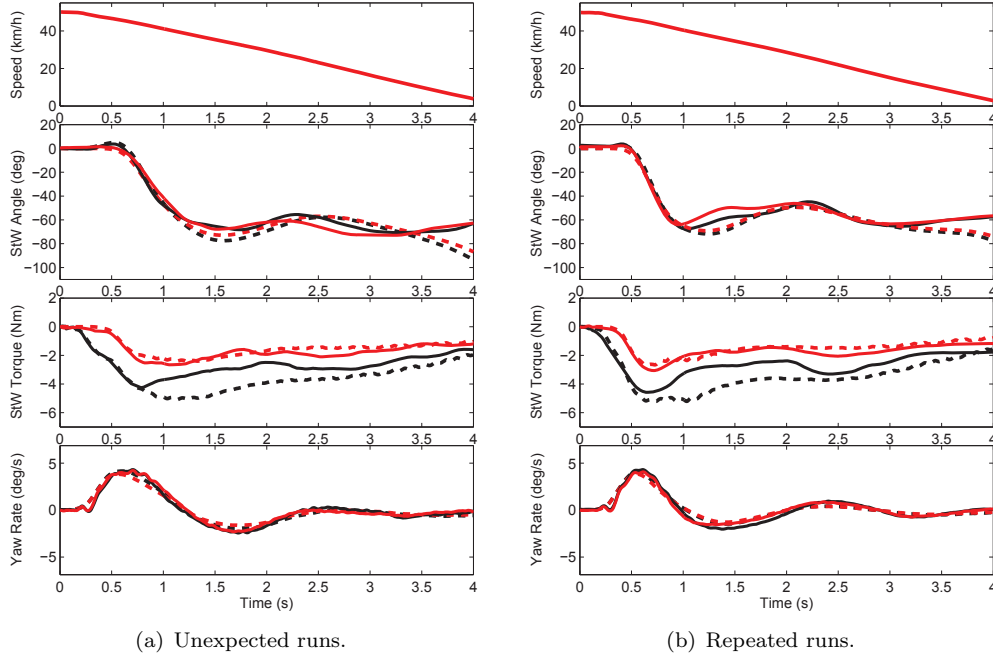 Speed (km/h)
40
20
0
0 0.5 1 1.5 2 2.5 3 3.5 4
StW Angle (deg)
20
0
−20
−40
−60
−80
−100
0 0.5 1 1.5 2 2.5 3 3.5 4
StW Torque (Nm)
2
0
−2
−4
−6
0 0.5 1 1.5 2 2.5 3 3.5 4
Yaw Rate (deg/s)
5
0
−5
0 0.5 1 1.5 2 2.5 3 3.5 4
Time (s)
(a) Unexpected runs.
Speed (km/h)
40
20
0
0 0.5 1 1.5 2 2.5 3 3.5 4
StW Angle (deg)
20
0
−20
−40
−60
−80
−100
0 0.5 1 1.5 2 2.5 3 3.5 4
StW Torque (Nm)
2
0
−2
−4
−6
0 0.5 1 1.5 2 2.5 3 3.5 4
Yaw Rate (deg/s)
5
0
−5
0 0.5 1 1.5 2 2.5 3 3.5 4
Time (s)
(b) Repeated runs.